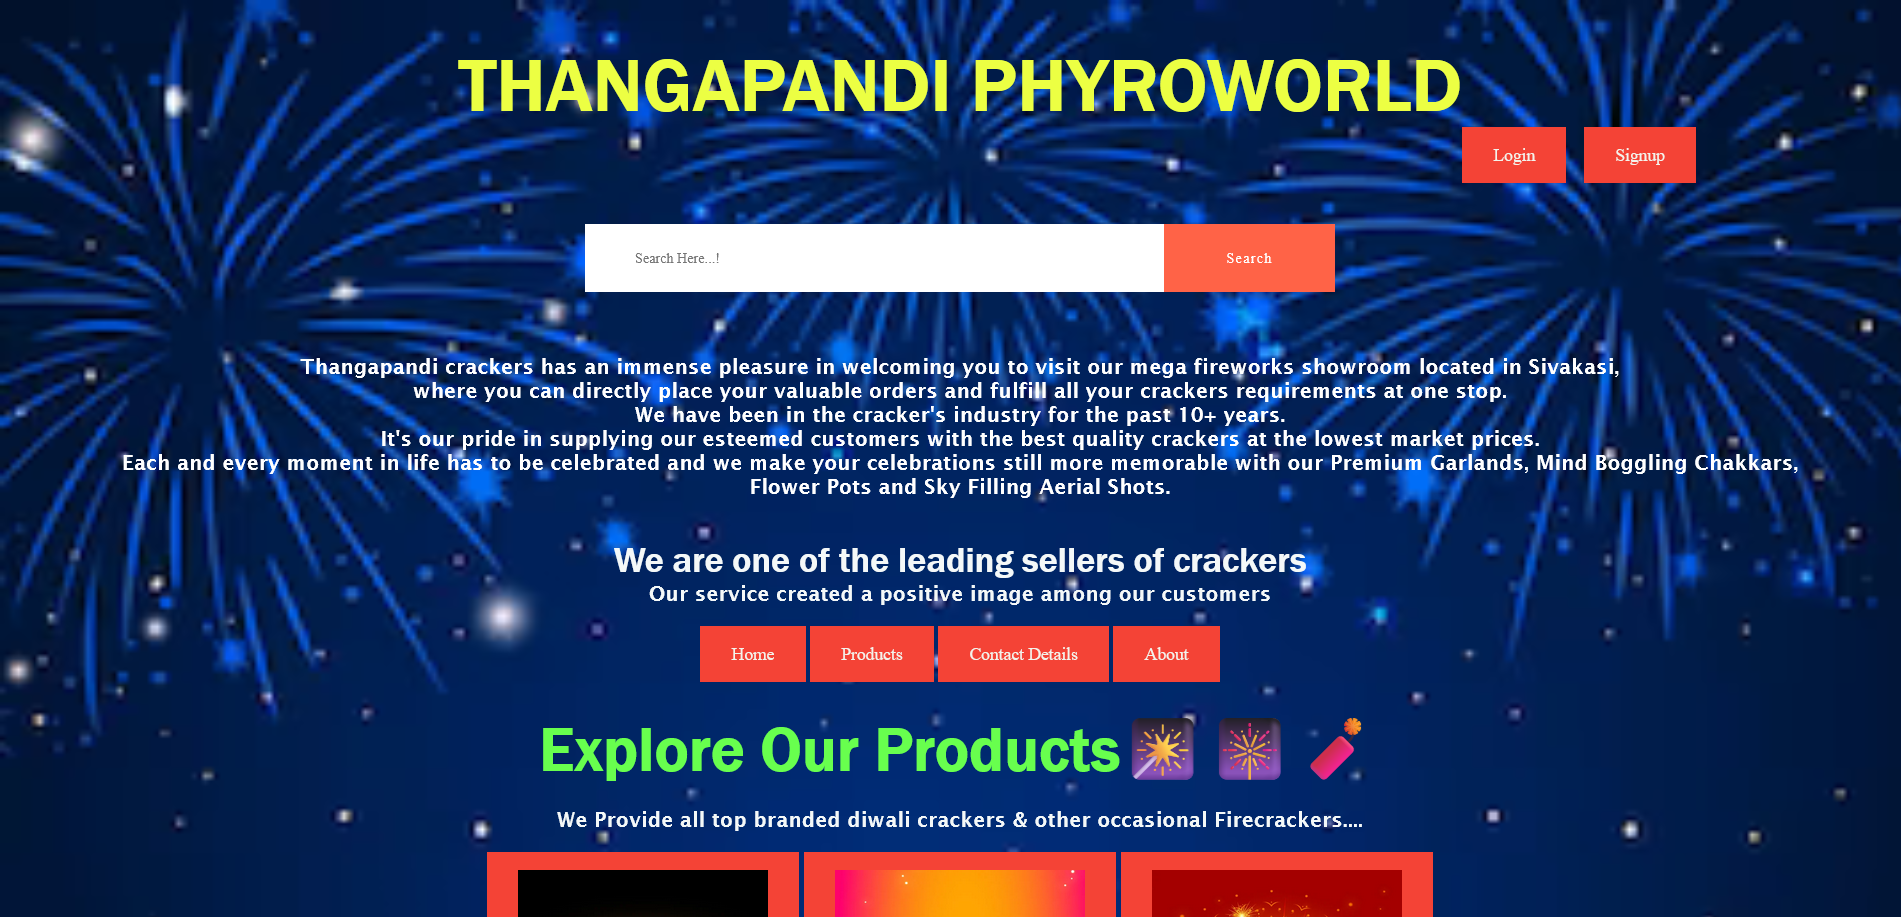 THANGAPANDI PHYROWORLD
Login
Signup
Search Here...!
Search
Thangapandi crackers has an immense pleasure in welcoming you to visit our mega fireworks showroom located in Sivakasi,
where you can directly place your valuable orders and fulfill all your crackers requirements at one stop.
We have been in the cracker's industry for the past 10+ years.
It's our pride in supplying our esteemed customers with the best quality crackers at the lowest market prices.
Each and every moment in life has to be celebrated and we make your celebrations still more memorable with our Premium Garlands, Mind Boggling Chakkars,
Flower Pots and Sky Filling Aerial Shots.
We are one of the leading sellers of crackers
Our service created a positive image among our customers
Home
Products
Contact Details
About
Explore Our Products
We Provide all top branded diwali crackers & other occasional Firecrackers....